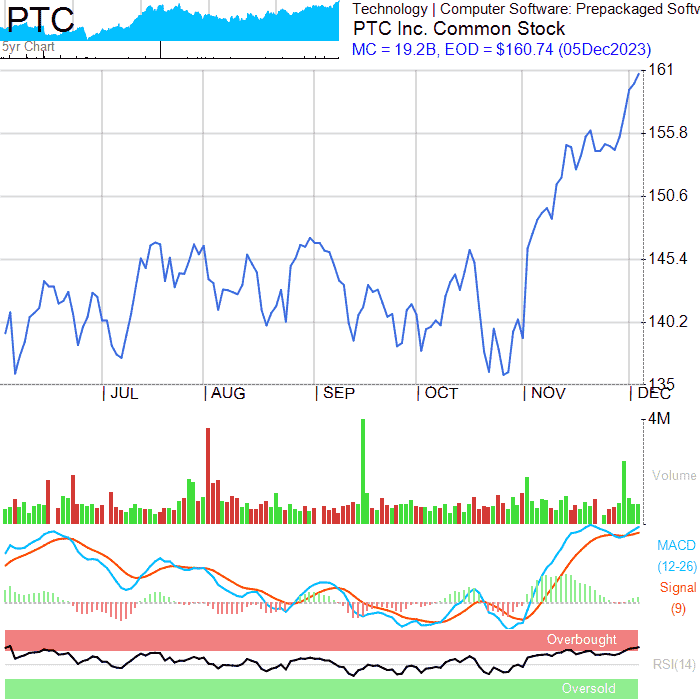 PTC
5yr Chart
Technology | Computer Software: Prepackaged Softw
PTC Inc. Common Stock
MC = 19.2B, EOD = $160.74 (05Dec2023)
161
155.8
150.6
145.4
140.2
135
| JUL | AUG | SEP | OCT | NOV | DEC
4M
Volume
MACD
(12-26)
Signal
(9)
Overbought
RSI(14)
Oversold